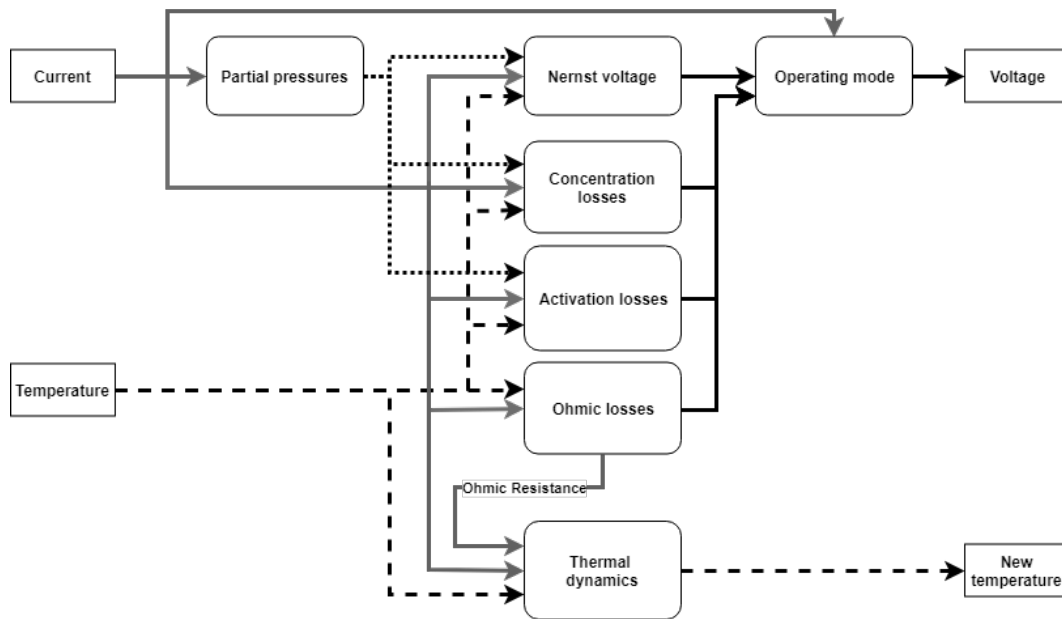 Current
Partial pressures
Nernst voltage
Operating mode
Voltage
Concentration
losses
Activation losses
Temperature
Ohmic losses
Ohmic Resistance
Thermal
dynamics
New
temperature